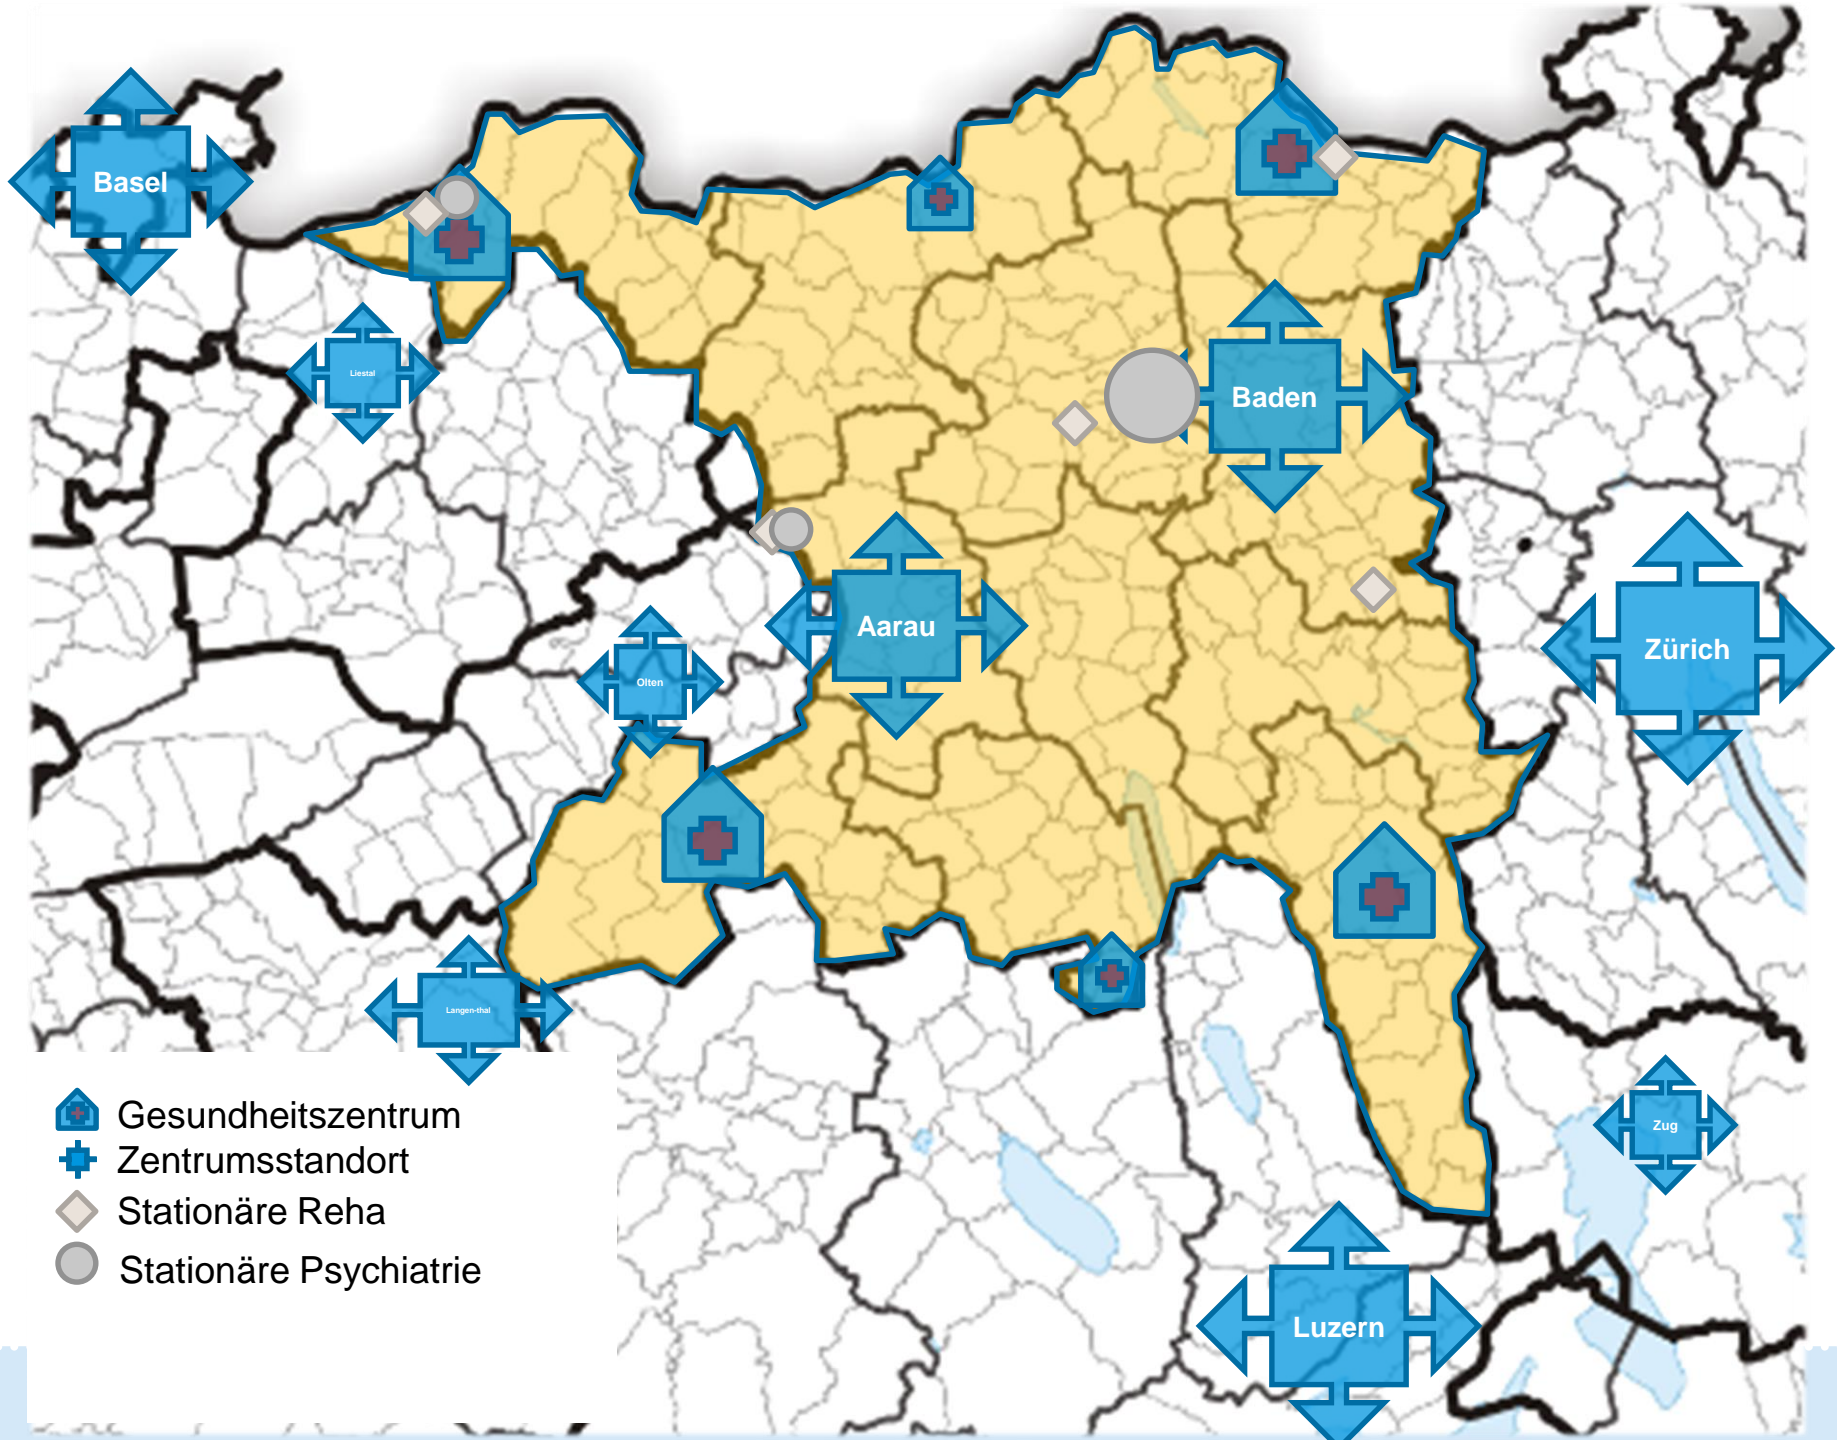 Basel
Liestal
Baden
Aarau
Zürich
Olten
Langen-thal
Zug
Luzern
Gesundheitszentrum
Zentrumsstandort
Stationäre Reha
Stationäre Psychiatrie